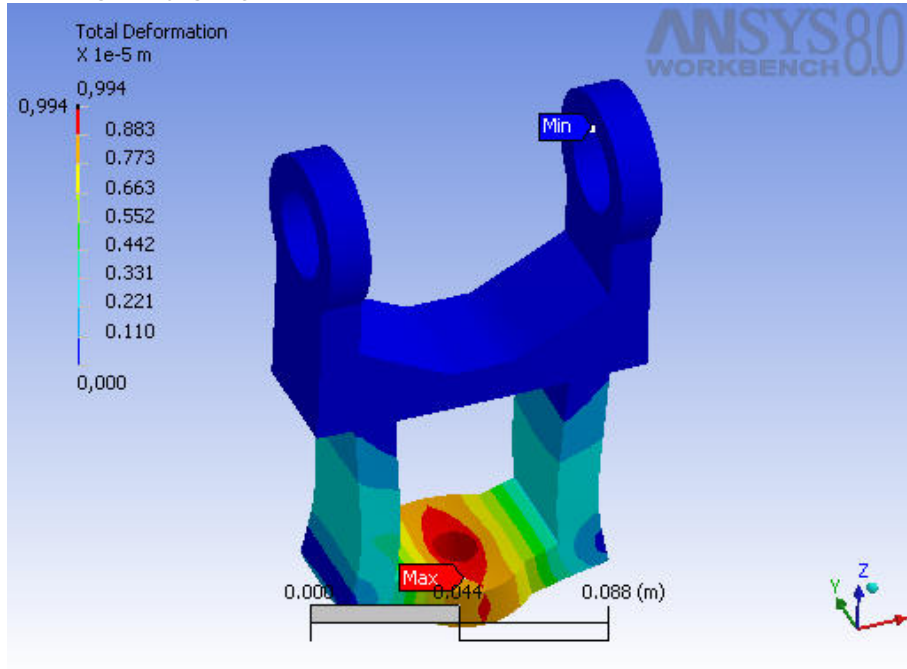 Total Deformation
X 1e-5 m
ANSYS 8.0
WORKBENCH
0,994
0,994
0.883
0.773
0.663
0.552
0.442
0.331
0.221
0.110
0,000
Min
Max
0.000
0.044
0.088 (m)
Y
Z